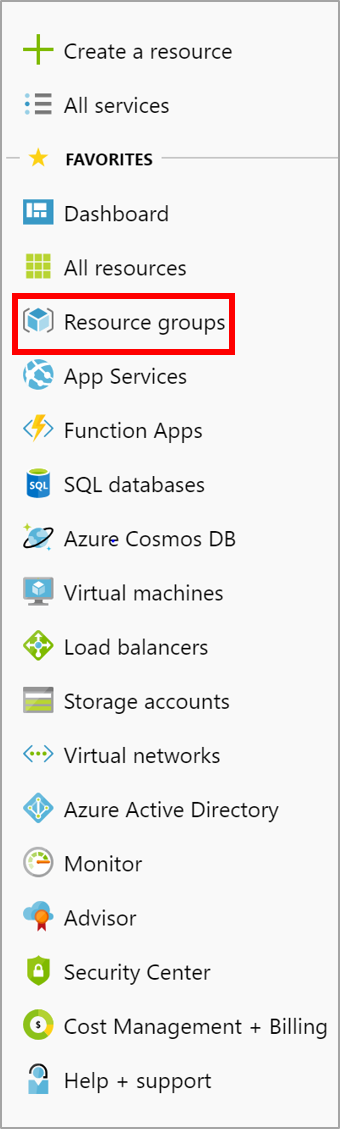 Create a resource
All services
FAVORITES
Dashboard
All resources
Resource groups
App Services
Function Apps
SQL databases
SQL
Azure Cosmos DB
Virtual machines
Load balancers
Storage accounts
Virtual networks
Azure Active Directory
Monitor
Advisor
Security Center
$ Cost Management + Billing
Help + support